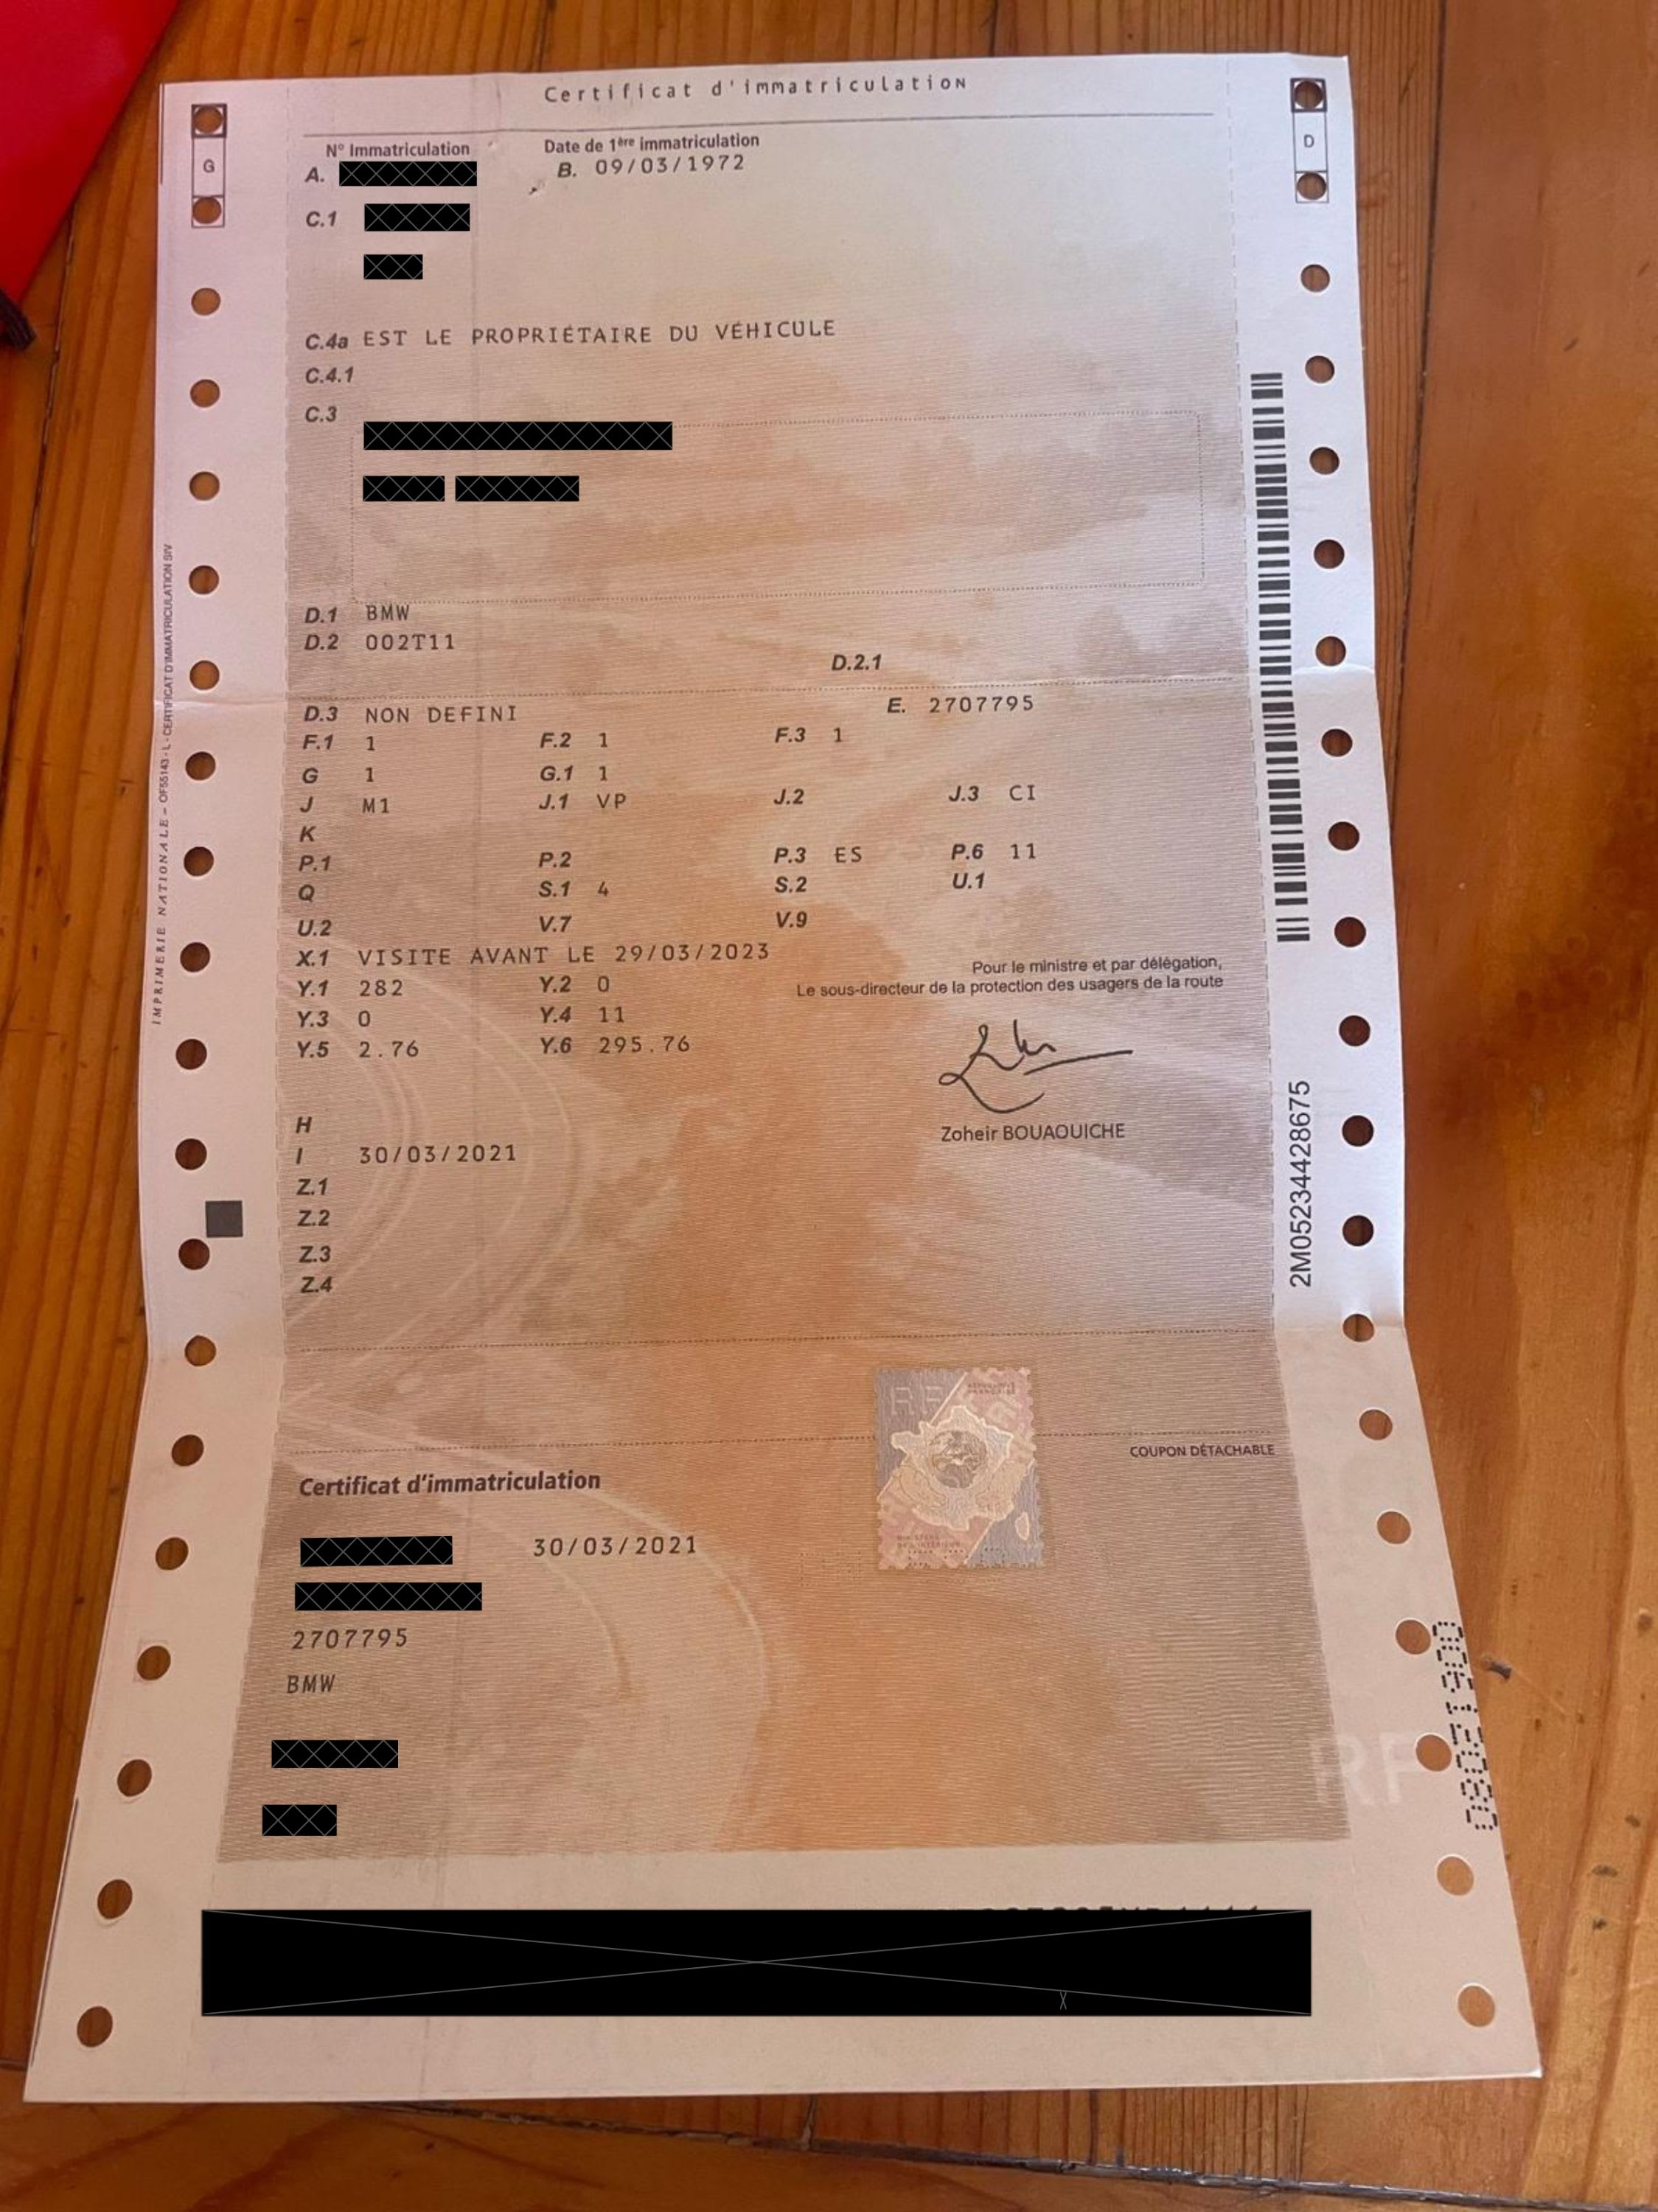 Certificat d'immatriculation
N° Immatriculation Date de 1ère immatriculation
A. B. 09/03/1972
G
D
C.1
C.4a EST LE PROPRIÉTAIRE DU VÉHICULE
C.4.1
C.3
D.1 BMW
D.2 002T11
D.2.1
D.3 NON DEFINI E. 2707795
F.1 1 F.2 1 F.3 1
G 1 G.1 1
J M1 J.1 VP J.2 J.3 CI
K
P.1 P.2 P.3 ES P.6 11
Q S.1 4 S.2 U.1
U.2 V.7 V.9
X.1 VISITE AVANT LE 29/03/2023
Y.1 282 Y.2 0
Y.3 0 Y.4 11
Y.5 2.76 Y.6 295.76
Pour le ministre et par délégation,
Le sous-directeur de la protection des usagers de la route
Zoheir BOUAOUICHE
H
I 30/03/2021
Z.1
Z.2
Z.3
Z.4
IMPRIMERIE NATIONALE – OF55143 - L - CERTIFICAT D'IMMATRICULATION SIV
2M05234428675
COUPON DÉTACHABLE
Certificat d'immatriculation
RF
30/03/2021
2707795
BMW
RF